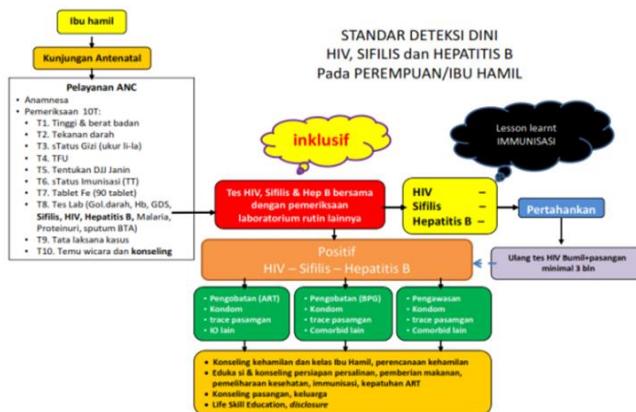 STANDAR DETEKSI DINI
HIV, SIFILIS dan HEPATITIS B
Pada PEREMPUAN/IBU HAMIL
Ibu hamil
Kunjungan Antenatal
Pelayanan ANC
• Anamnesa
• Pemeriksaan 10T:
• T1. Tinggi & berat badan
• T2. Tekanan darah
• T3. sTatus Gizi (ukur li-la)
• T4. TFU
• T5. Tentukan DJJ Janin
• T6. sTatus Imunisasi (TT)
• T7. Tablet Fe (90 tablet)
• T8. Tes Lab (Gol.darah, Hb, GDS,
Sifilis, HIV, Hepatitis B, Malaria,
Proteinuri, sputum BTA)
• T9. Tata laksana kasus
• T10. Temu wicara dan konseling
inklusif
Lesson learnt
IMMUNISASI
Tes HIV, Sifilis & Hep B bersama
dengan pemeriksaan
laboratorium rutin lainnya
HIV –
Sifilis –
Hepatitis B –
Pertahankan
Ulang tes HIV Bumil+pasangan
minimal 3 bln
Positif
HIV – Sifilis – Hepatitis B
• Pengobatan (ART)
• Kondom
• trace pasamgan
• IO lain
• Pengobatan (BPG)
• Kondom
• trace pasamgan
• Comorbid lain
• Pengawasan
• Kondom
• trace pasamgan
• Comorbid lain
• Konseling kehamilan dan kelas Ibu Hamil, perencanaan kehamilan
• Eduka si & konseling persiapan persalinan, pemberian makanan,
pemeliharaan kesehatan, immunisasi, kepatuhan ART
• Konseling pasangan, keluarga
• Life Skill Education, disclosure